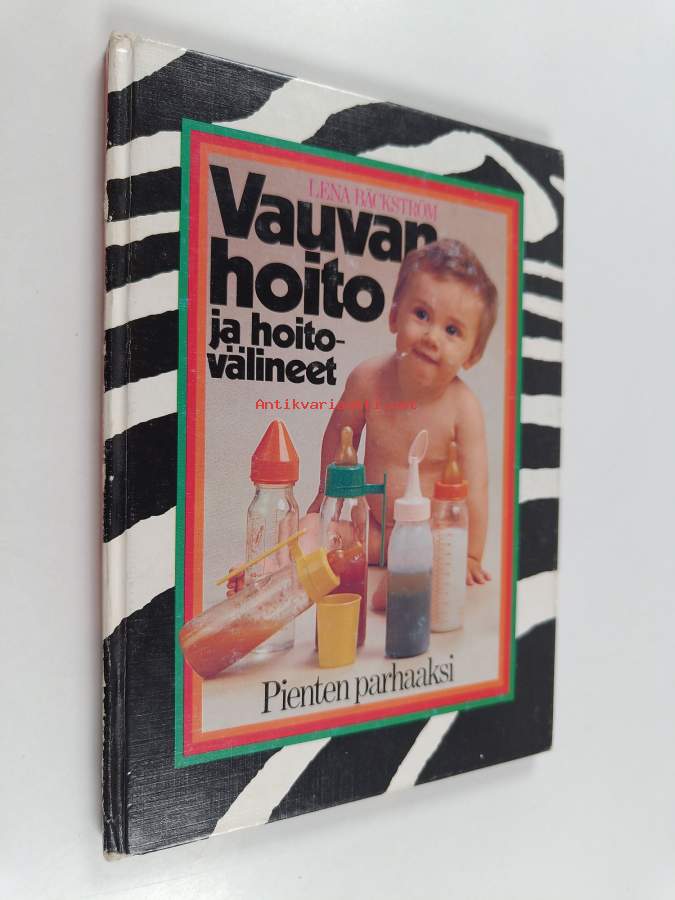 LENA BÄCKSTRÖM
Vauvan
hoito
ja hoito-
välineet
Antikvariaatti.net
Pienten parhaaksi